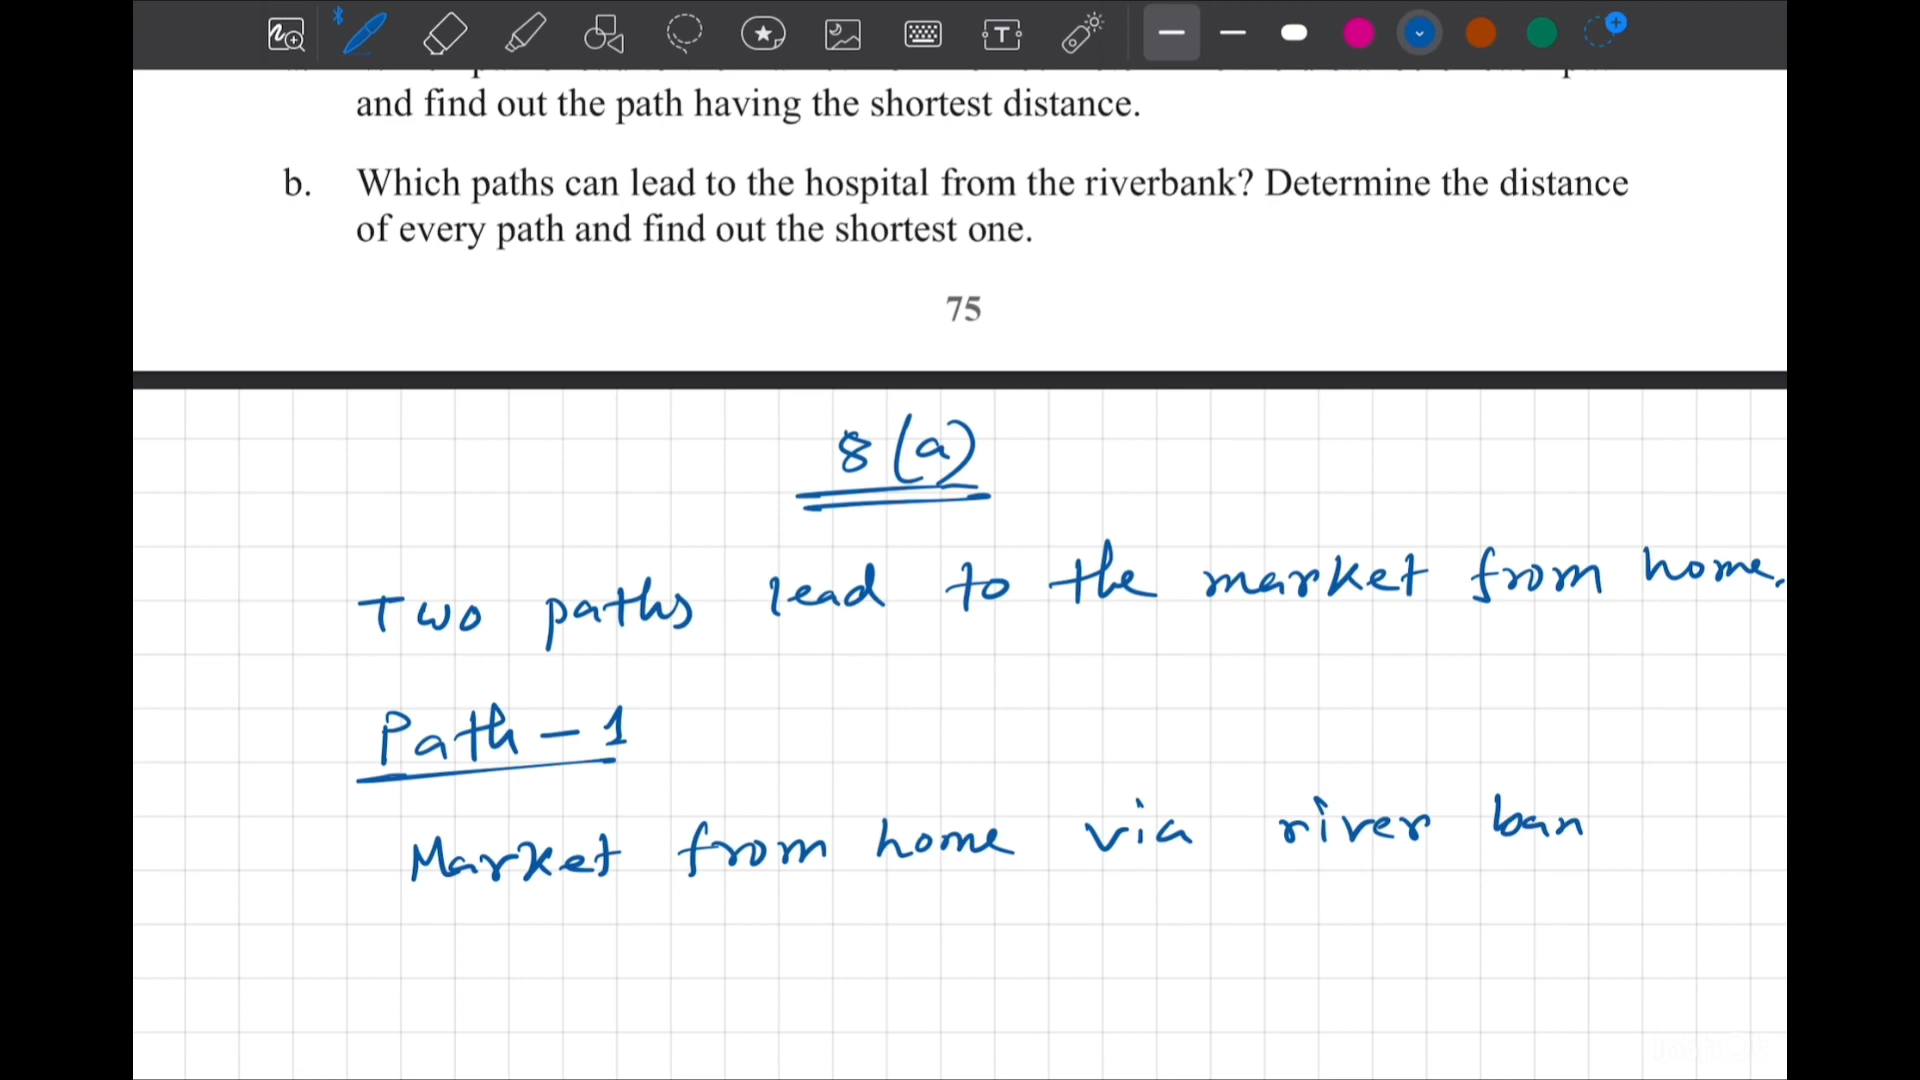 and find out the path having the shortest distance.
b. Which paths can lead to the hospital from the riverbank? Determine the distance
of every path and find out the shortest one.
75
8 (a)
Two paths lead to the market from home.
Path - 1
Market from home via river ban